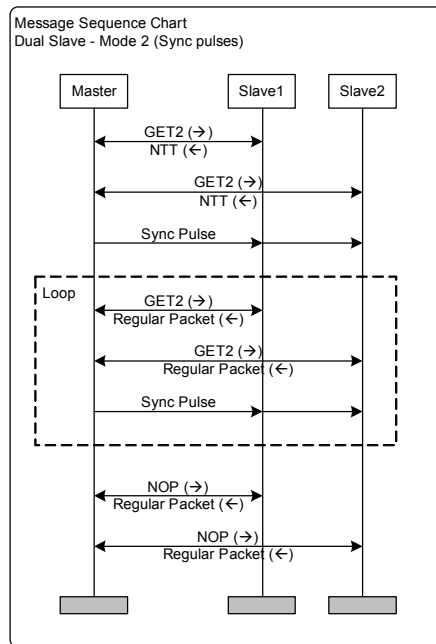 Message Sequence Chart
Dual Slave - Mode 2 (Sync pulses)
Master Slave1 Slave2
GET2 (→)
NTT (←)
GET2 (→)
NTT (←)
Sync Pulse
Loop
GET2 (→)
Regular Packet (←)
GET2 (→)
Regular Packet (←)
Sync Pulse
NOP (→)
Regular Packet (←)
NOP (→)
Regular Packet (←)